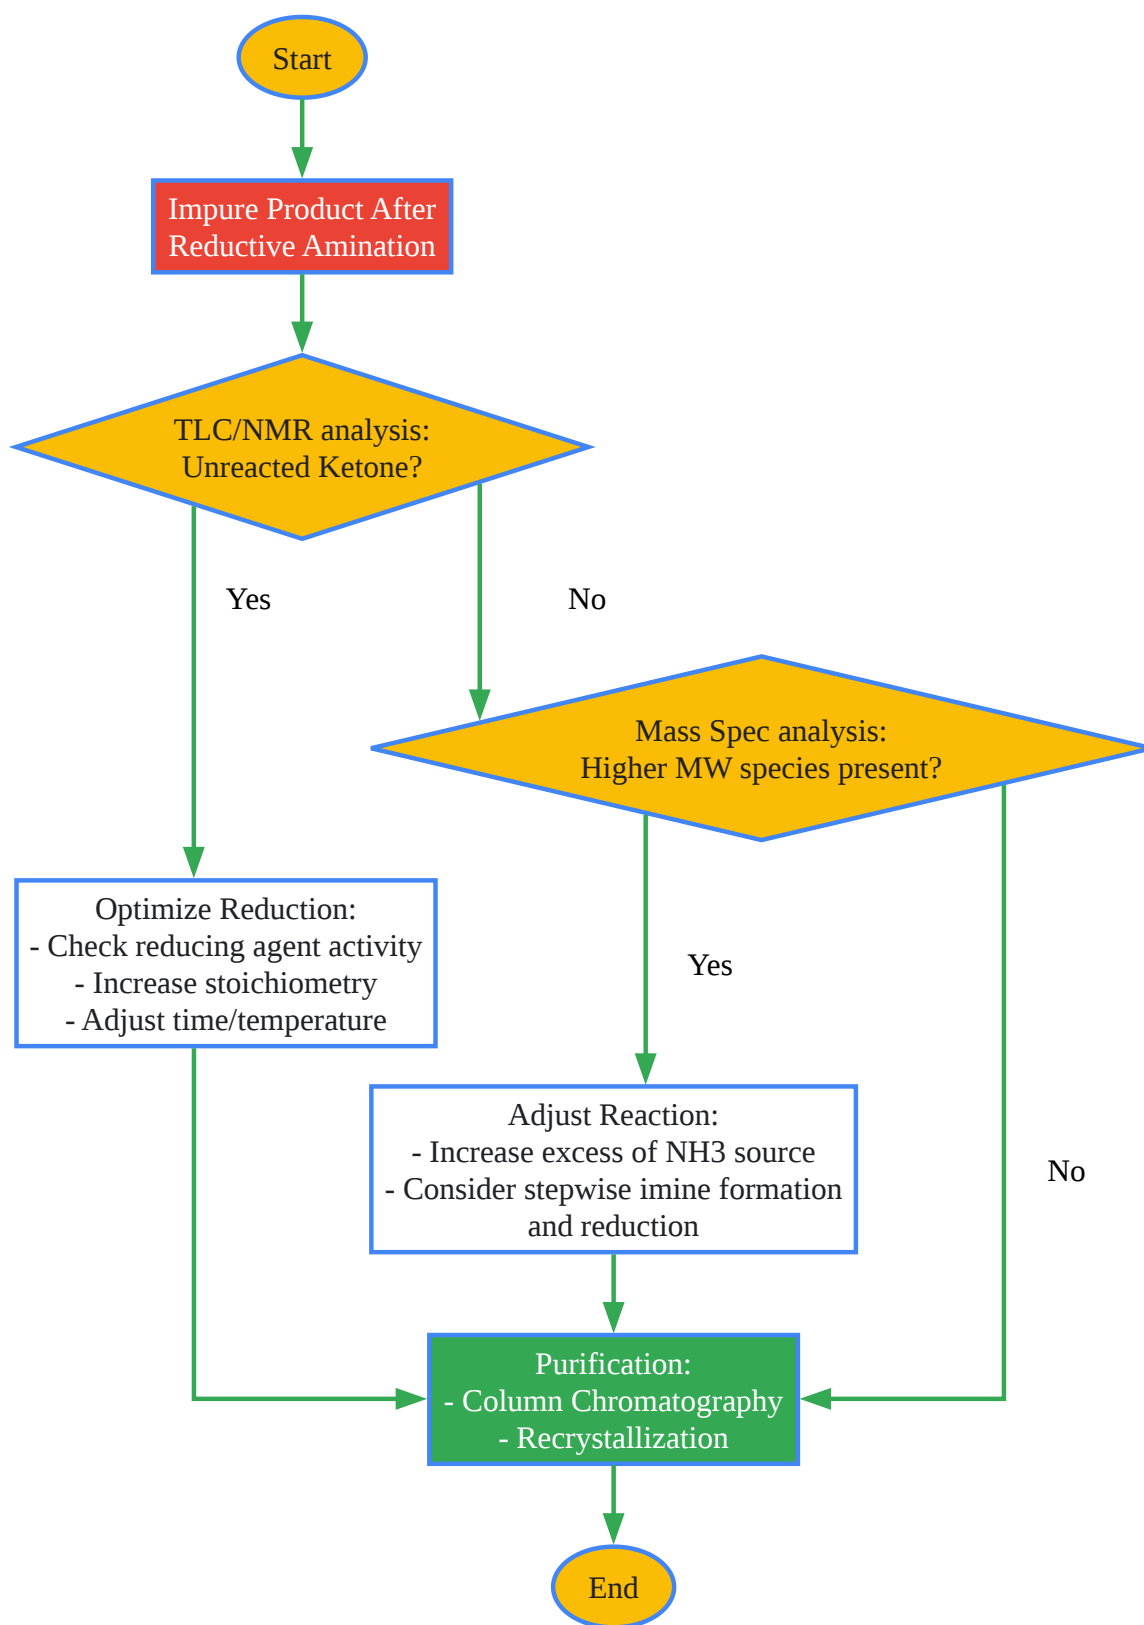 Start
Impure Product After
Reductive Amination
TLC/NMR analysis:
Unreacted Ketone?
Yes
No
Mass Spec analysis:
Higher MW species present?
Optimize Reduction:
- Check reducing agent activity
- Increase stoichiometry
- Adjust time/temperature
Yes
Adjust Reaction:
- Increase excess of NH3 source
- Consider stepwise imine formation
and reduction
No
Purification:
- Column Chromatography
- Recrystallization
End